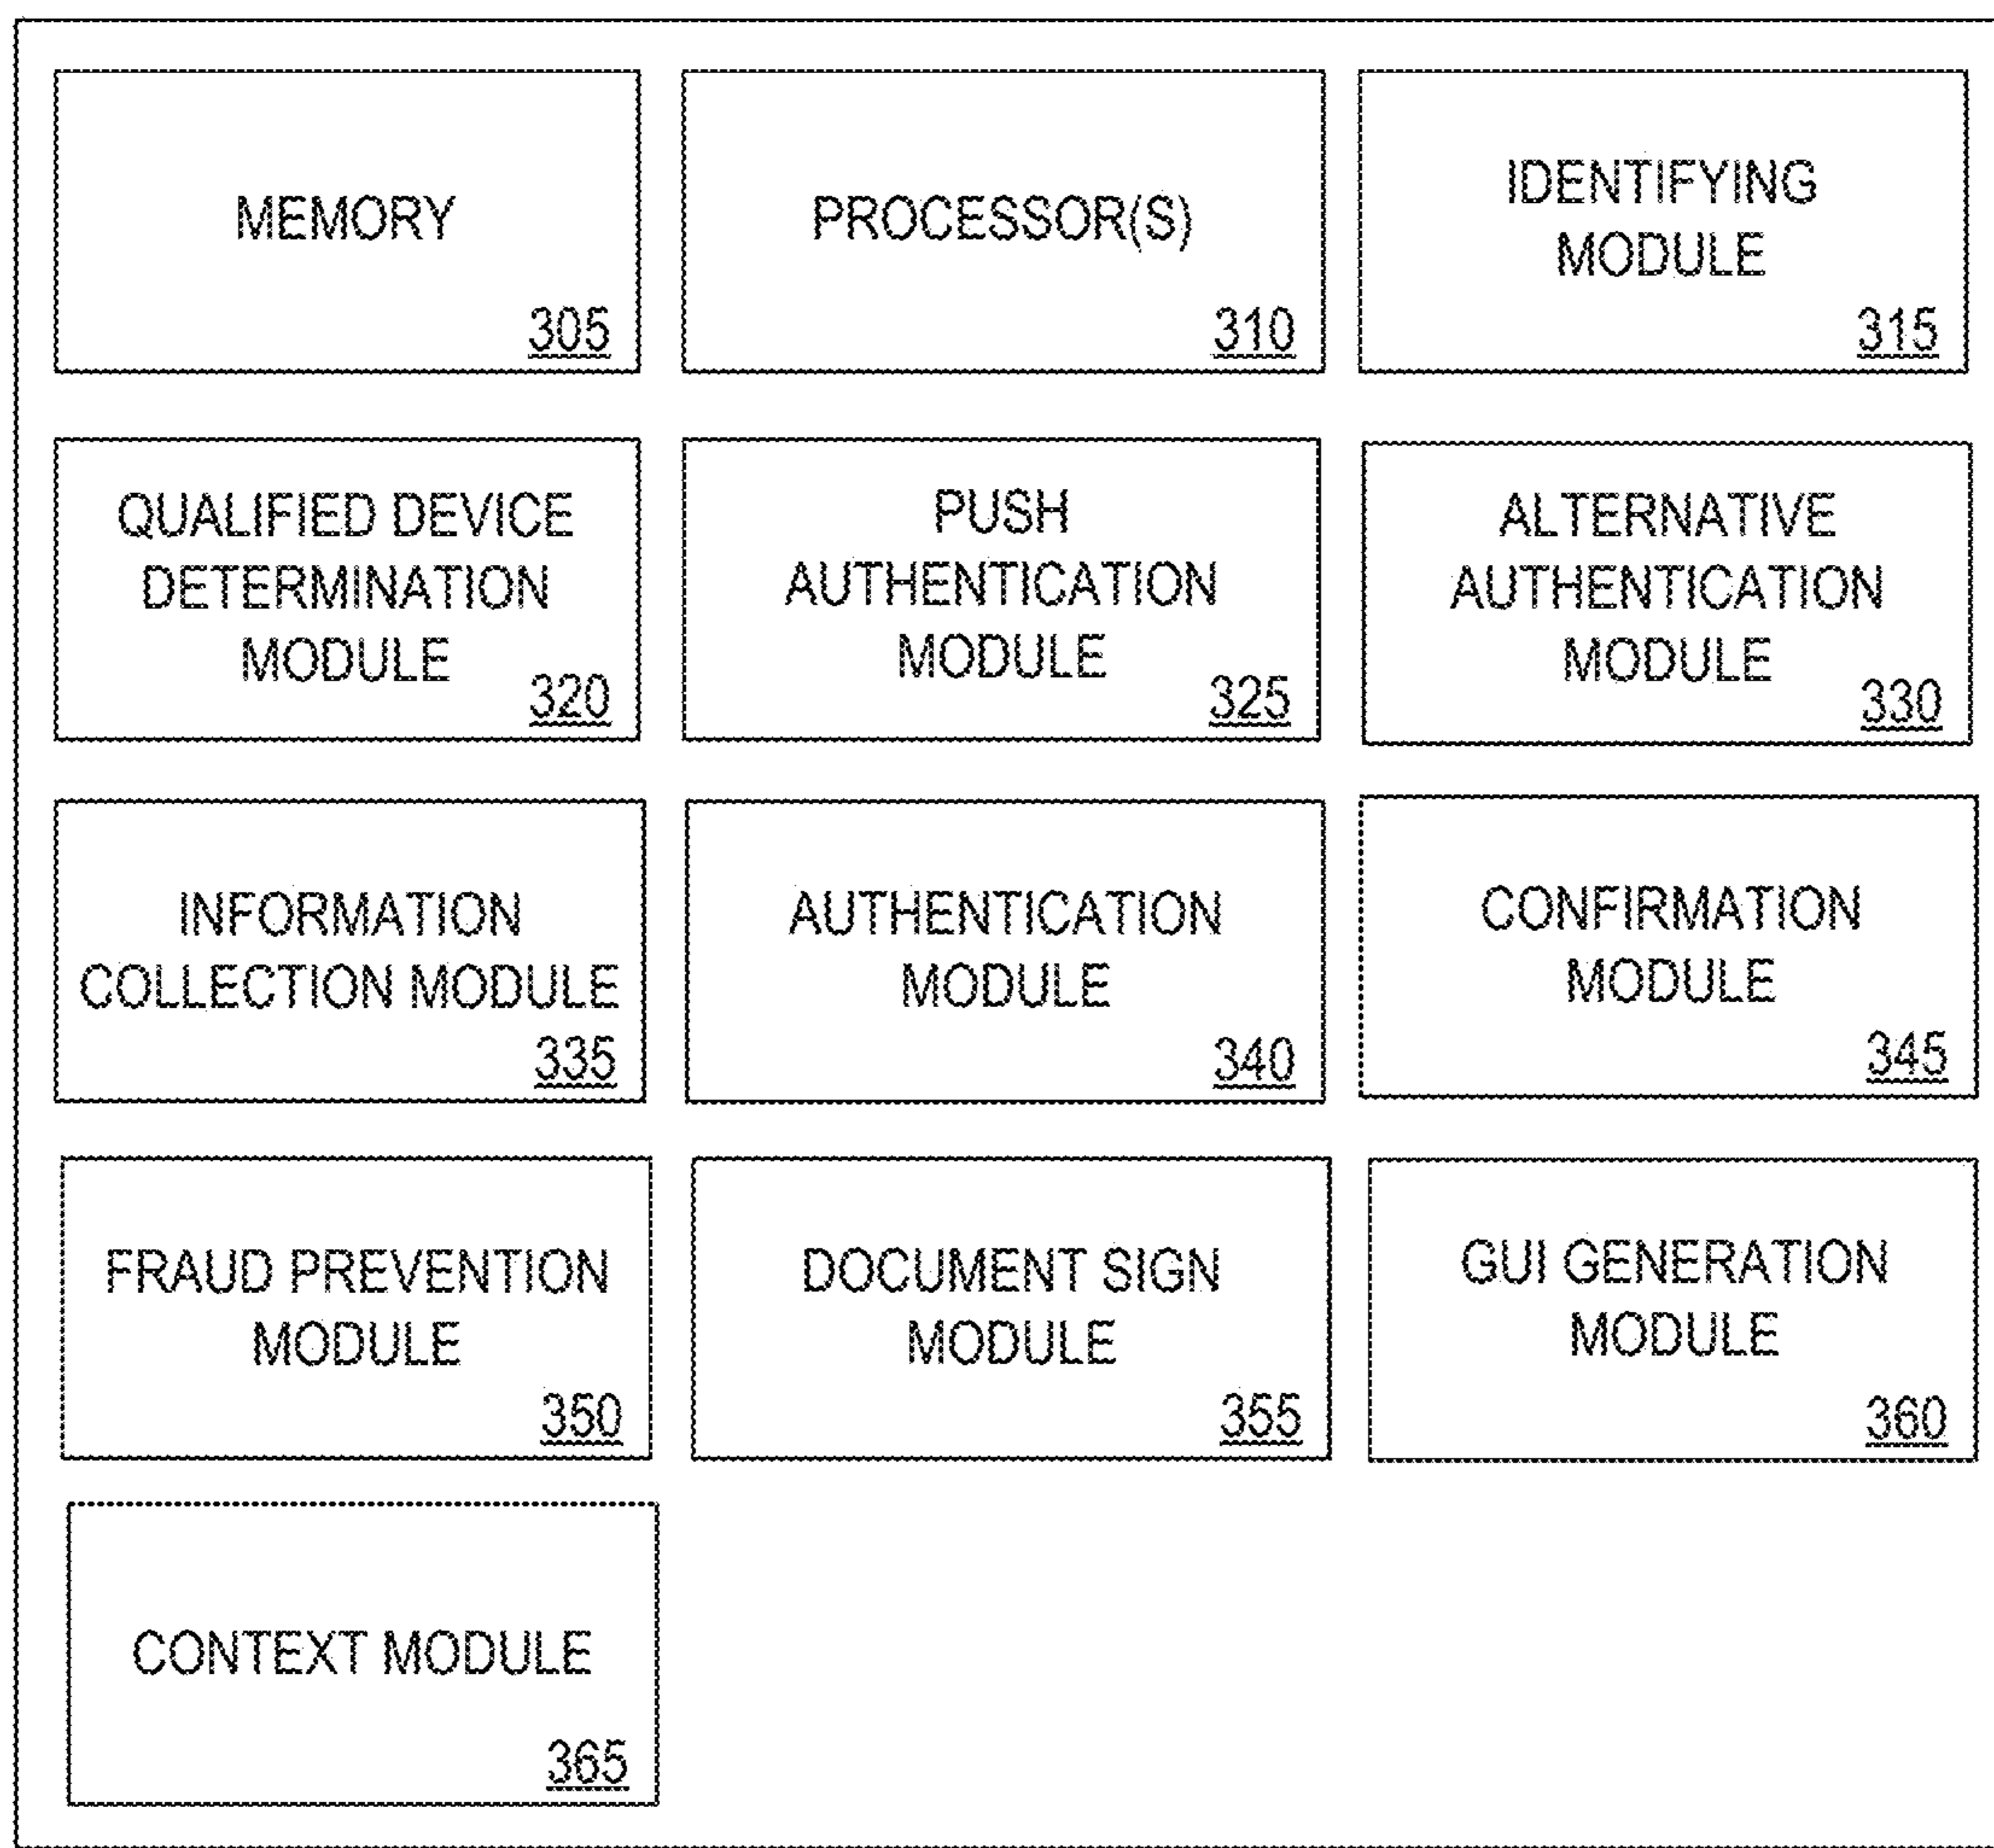 MEMORY
305
PROCESSOR(S)
310
IDENTIFYING
MODULE
315
QUALIFIED DEVICE
DETERMINATION
MODULE
320
PUSH
AUTHENTICATION
MODULE
325
ALTERNATIVE
AUTHENTICATION
MODULE
330
INFORMATION
COLLECTION MODULE
335
AUTHENTICATION
MODULE
340
CONFIRMATION
MODULE
345
FRAUD PREVENTION
MODULE
350
DOCUMENT SIGN
MODULE
355
GUI GENERATION
MODULE
360
CONTEXT MODULE
365